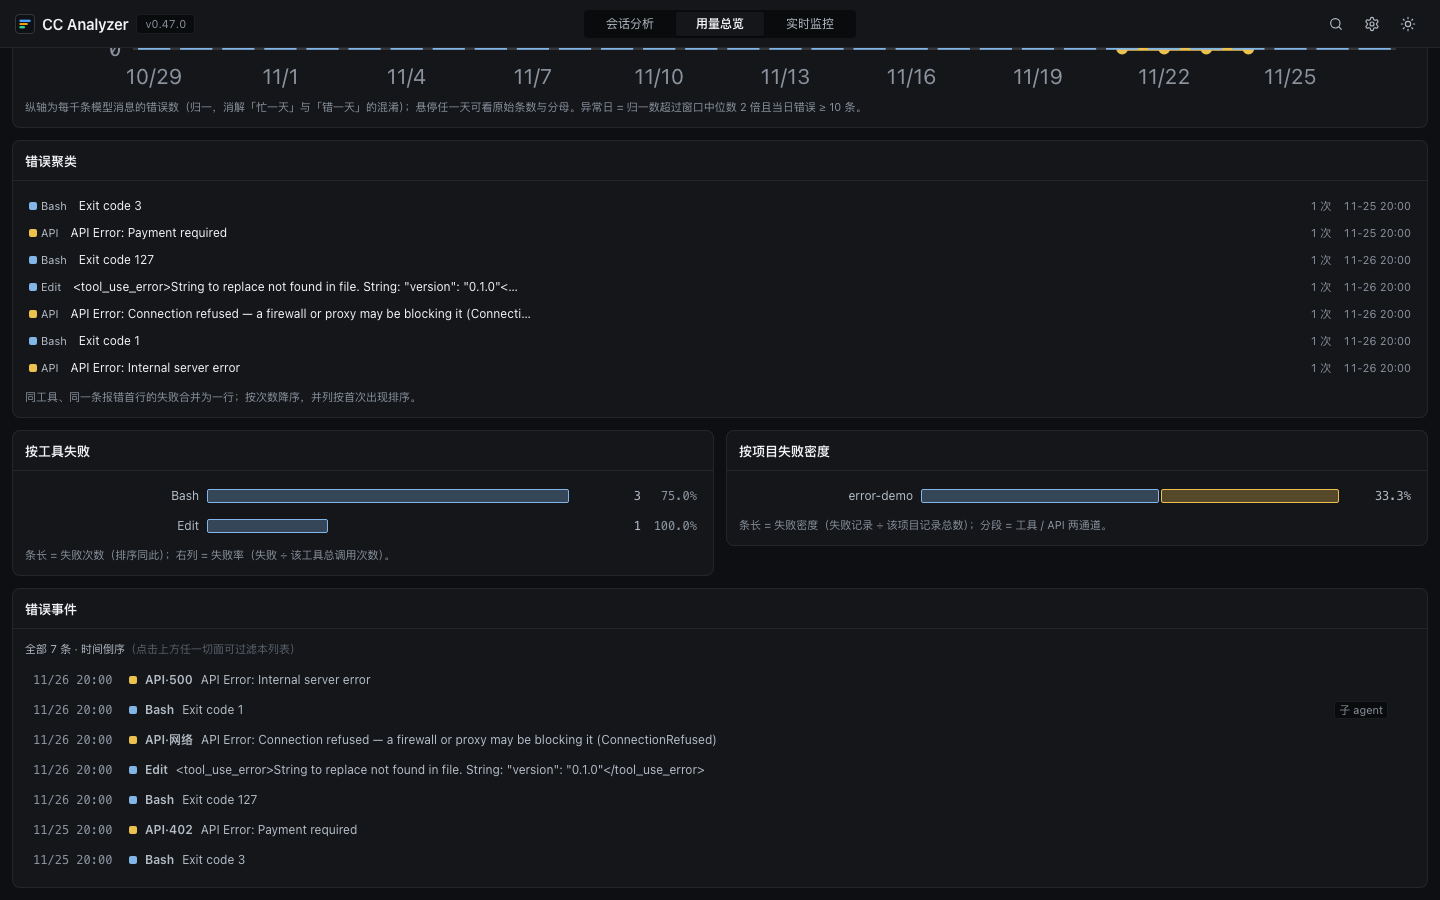 CC Analyzer v0.47.0 会话分析 用量总览 实时监控
0
10/29 11/1 11/4 11/7 11/10 11/13 11/16 11/19 11/22 11/25
纵轴为每千条模型消息的错误数（归一，消解「忙一天」与「错一天」的混淆）；悬停任一天可看原始条数与分母。异常日 = 归一数超过窗口中位数 2 倍且当日错误 ≥ 10 条。
错误聚类
Bash Exit code 3 1 次 11-25 20:00
API API Error: Payment required 1 次 11-25 20:00
Bash Exit code 127 1 次 11-26 20:00
Edit <tool_use_error>String to replace not found in file. String: "version": "0.1.0"<… 1 次 11-26 20:00
API API Error: Connection refused — a firewall or proxy may be blocking it (Connecti… 1 次 11-26 20:00
Bash Exit code 1 1 次 11-26 20:00
API API Error: Internal server error 1 次 11-26 20:00
同工具、同一条报错首行的失败合并为一行；按次数降序，并列按首次出现排序。
按工具失败
Bash 3 75.0%
Edit 1 100.0%
条长 = 失败次数（排序同此）；右列 = 失败率（失败 ÷ 该工具总调用次数）。
按项目失败密度
error-demo 33.3%
条长 = 失败密度（失败记录 ÷ 该项目记录总数）；分段 = 工具 / API 两通道。
错误事件
全部 7 条 · 时间倒序（点击上方任一切面可过滤本列表）
11/26 20:00 API·500 API Error: Internal server error
11/26 20:00 Bash Exit code 1 子 agent
11/26 20:00 API·网络 API Error: Connection refused — a firewall or proxy may be blocking it (ConnectionRefused)
11/26 20:00 Edit <tool_use_error>String to replace not found in file. String: "version": "0.1.0"</tool_use_error>
11/26 20:00 Bash Exit code 127
11/25 20:00 API·402 API Error: Payment required
11/25 20:00 Bash Exit code 3